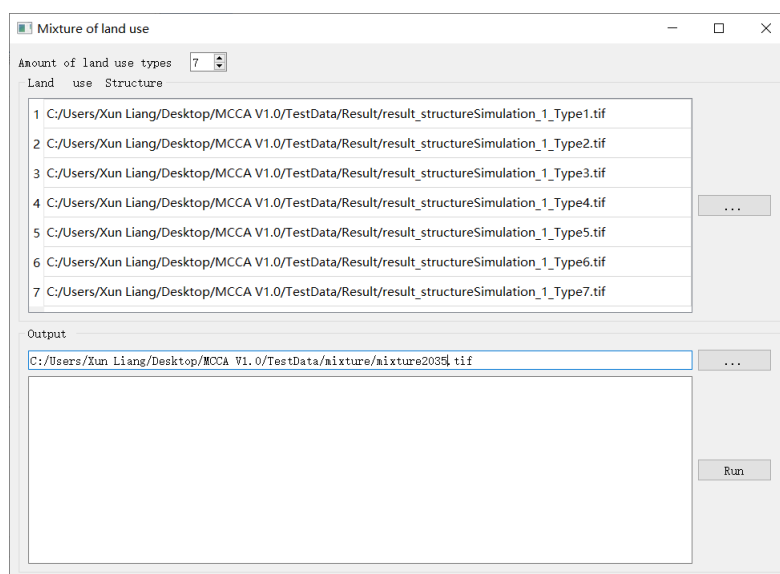 Mixture of land use
Amount of land use types 7
Land use Structure
1 C:/Users/Xun Liang/Desktop/MCCA V1.0/TestData/Result/result_structureSimulation_1_Type1.tif
2 C:/Users/Xun Liang/Desktop/MCCA V1.0/TestData/Result/result_structureSimulation_1_Type2.tif
3 C:/Users/Xun Liang/Desktop/MCCA V1.0/TestData/Result/result_structureSimulation_1_Type3.tif
4 C:/Users/Xun Liang/Desktop/MCCA V1.0/TestData/Result/result_structureSimulation_1_Type4.tif
...
5 C:/Users/Xun Liang/Desktop/MCCA V1.0/TestData/Result/result_structureSimulation_1_Type5.tif
6 C:/Users/Xun Liang/Desktop/MCCA V1.0/TestData/Result/result_structureSimulation_1_Type6.tif
7 C:/Users/Xun Liang/Desktop/MCCA V1.0/TestData/Result/result_structureSimulation_1_Type7.tif
Output
C:/Users/Xun Liang/Desktop/MCCA V1.0/TestData/mixture/mixture2035.tif
...
Run